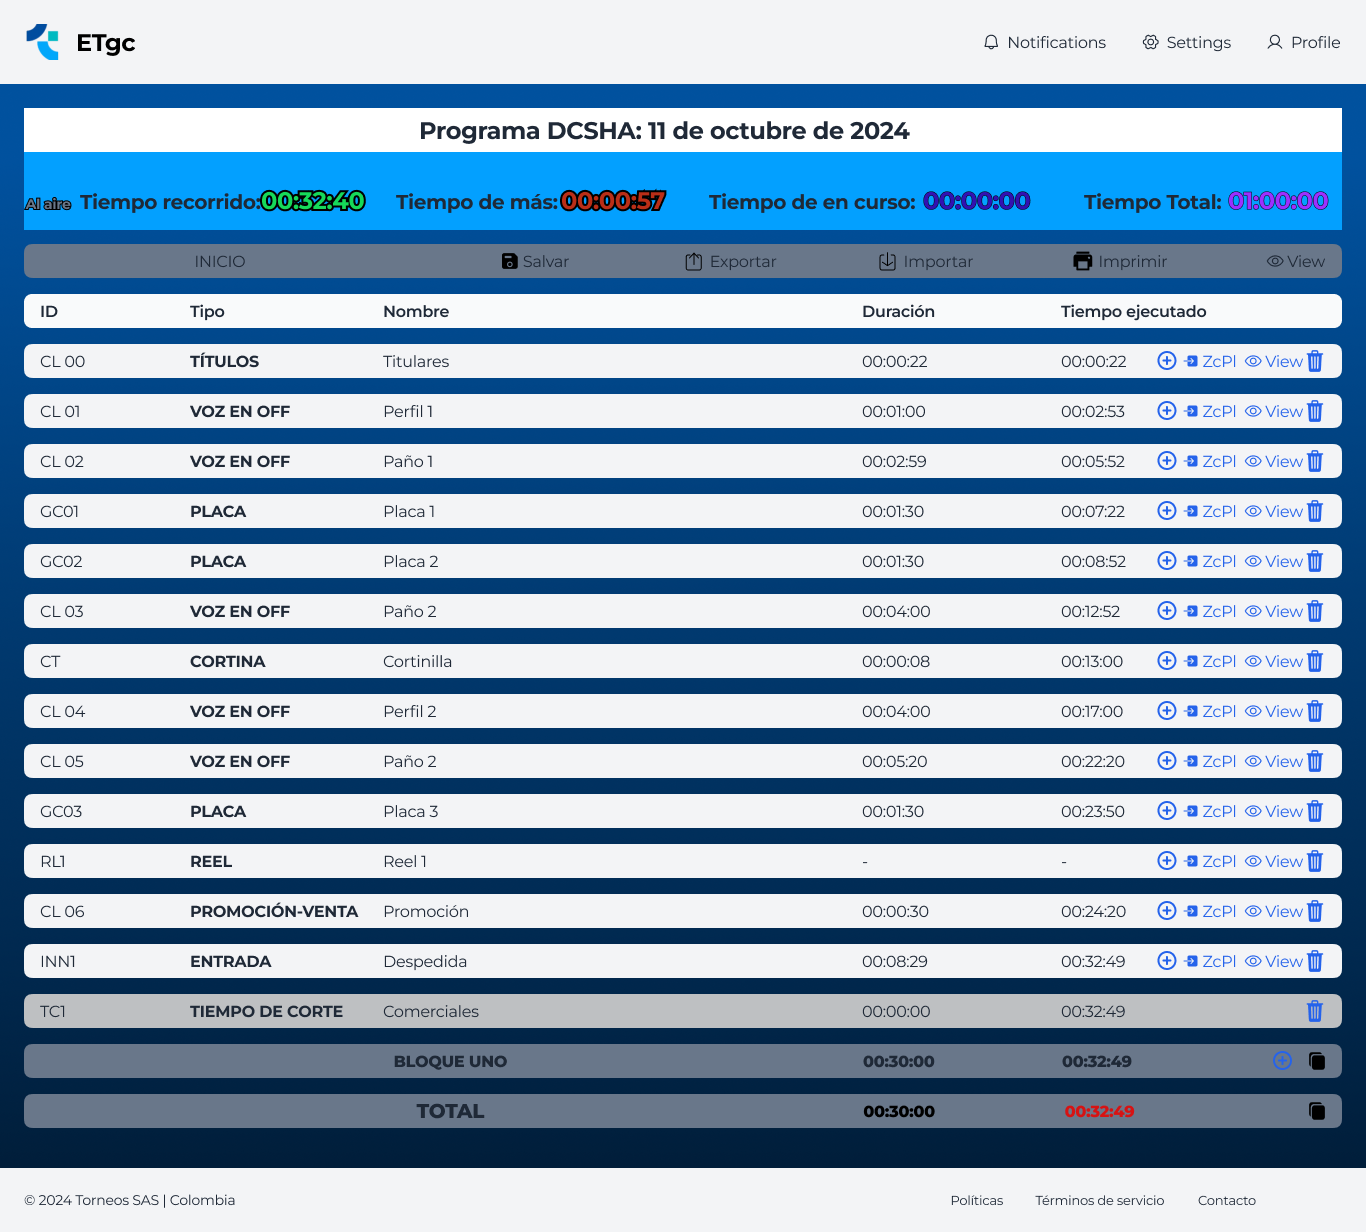 ETgc Notifications Settings Profile
Programa DCSHA: 11 de octubre de 2024
Al aire Tiempo recorrido: 00:32:40 Tiempo de más: 00:00:57 Tiempo de en curso: 00:00:00 Tiempo Total: 01:00:00
INICIO Salvar Exportar Importar Imprimir View
ID Tipo Nombre Duración Tiempo ejecutado
CL 00 TÍTULOS Titulares 00:00:22 00:00:22 ZcPl View
CL 01 VOZ EN OFF Perfil 1 00:01:00 00:02:53 ZcPl View
CL 02 VOZ EN OFF Paño 1 00:02:59 00:05:52 ZcPl View
GC01 PLACA Placa 1 00:01:30 00:07:22 ZcPl View
GC02 PLACA Placa 2 00:01:30 00:08:52 ZcPl View
CL 03 VOZ EN OFF Paño 2 00:04:00 00:12:52 ZcPl View
CT CORTINA Cortinilla 00:00:08 00:13:00 ZcPl View
CL 04 VOZ EN OFF Perfil 2 00:04:00 00:17:00 ZcPl View
CL 05 VOZ EN OFF Paño 2 00:05:20 00:22:20 ZcPl View
GC03 PLACA Placa 3 00:01:30 00:23:50 ZcPl View
RL1 REEL Reel 1 - - ZcPl View
CL 06 PROMOCIÓN-VENTA Promoción 00:00:30 00:24:20 ZcPl View
INN1 ENTRADA Despedida 00:08:29 00:32:49 ZcPl View
TC1 TIEMPO DE CORTE Comerciales 00:00:00 00:32:49
BLOQUE UNO 00:30:00 00:32:49
TOTAL 00:30:00 00:32:49
© 2024 Torneos SAS | Colombia Políticas Términos de servicio Contacto